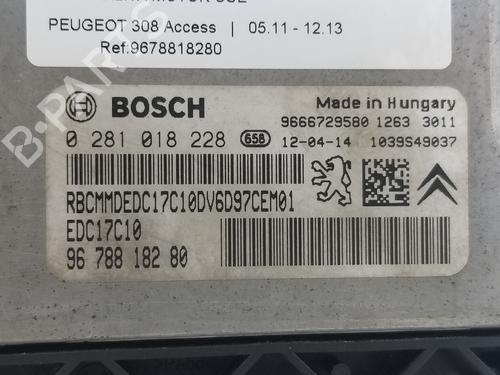 PEUGEOT 308 Access | 05.11 - 12.13
Ref:9678818280
BOSCH
Made in Hungary
9666729580 1263 3011
0 281 018 228 658 12-04-14 1039S49037
RBCMMDEDC17C10DV6D97CEM01
EDC17C10
96 788 182 80